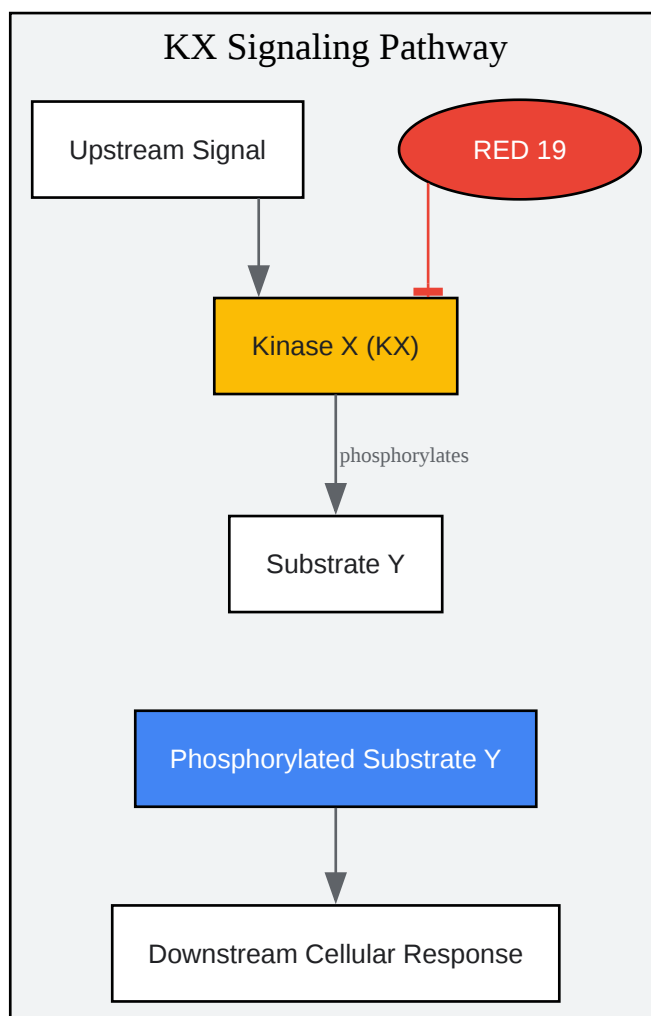 KX Signaling Pathway
Upstream Signal
RED 19
Kinase X (KX)
phosphorylates
Substrate Y
Phosphorylated Substrate Y
Downstream Cellular Response